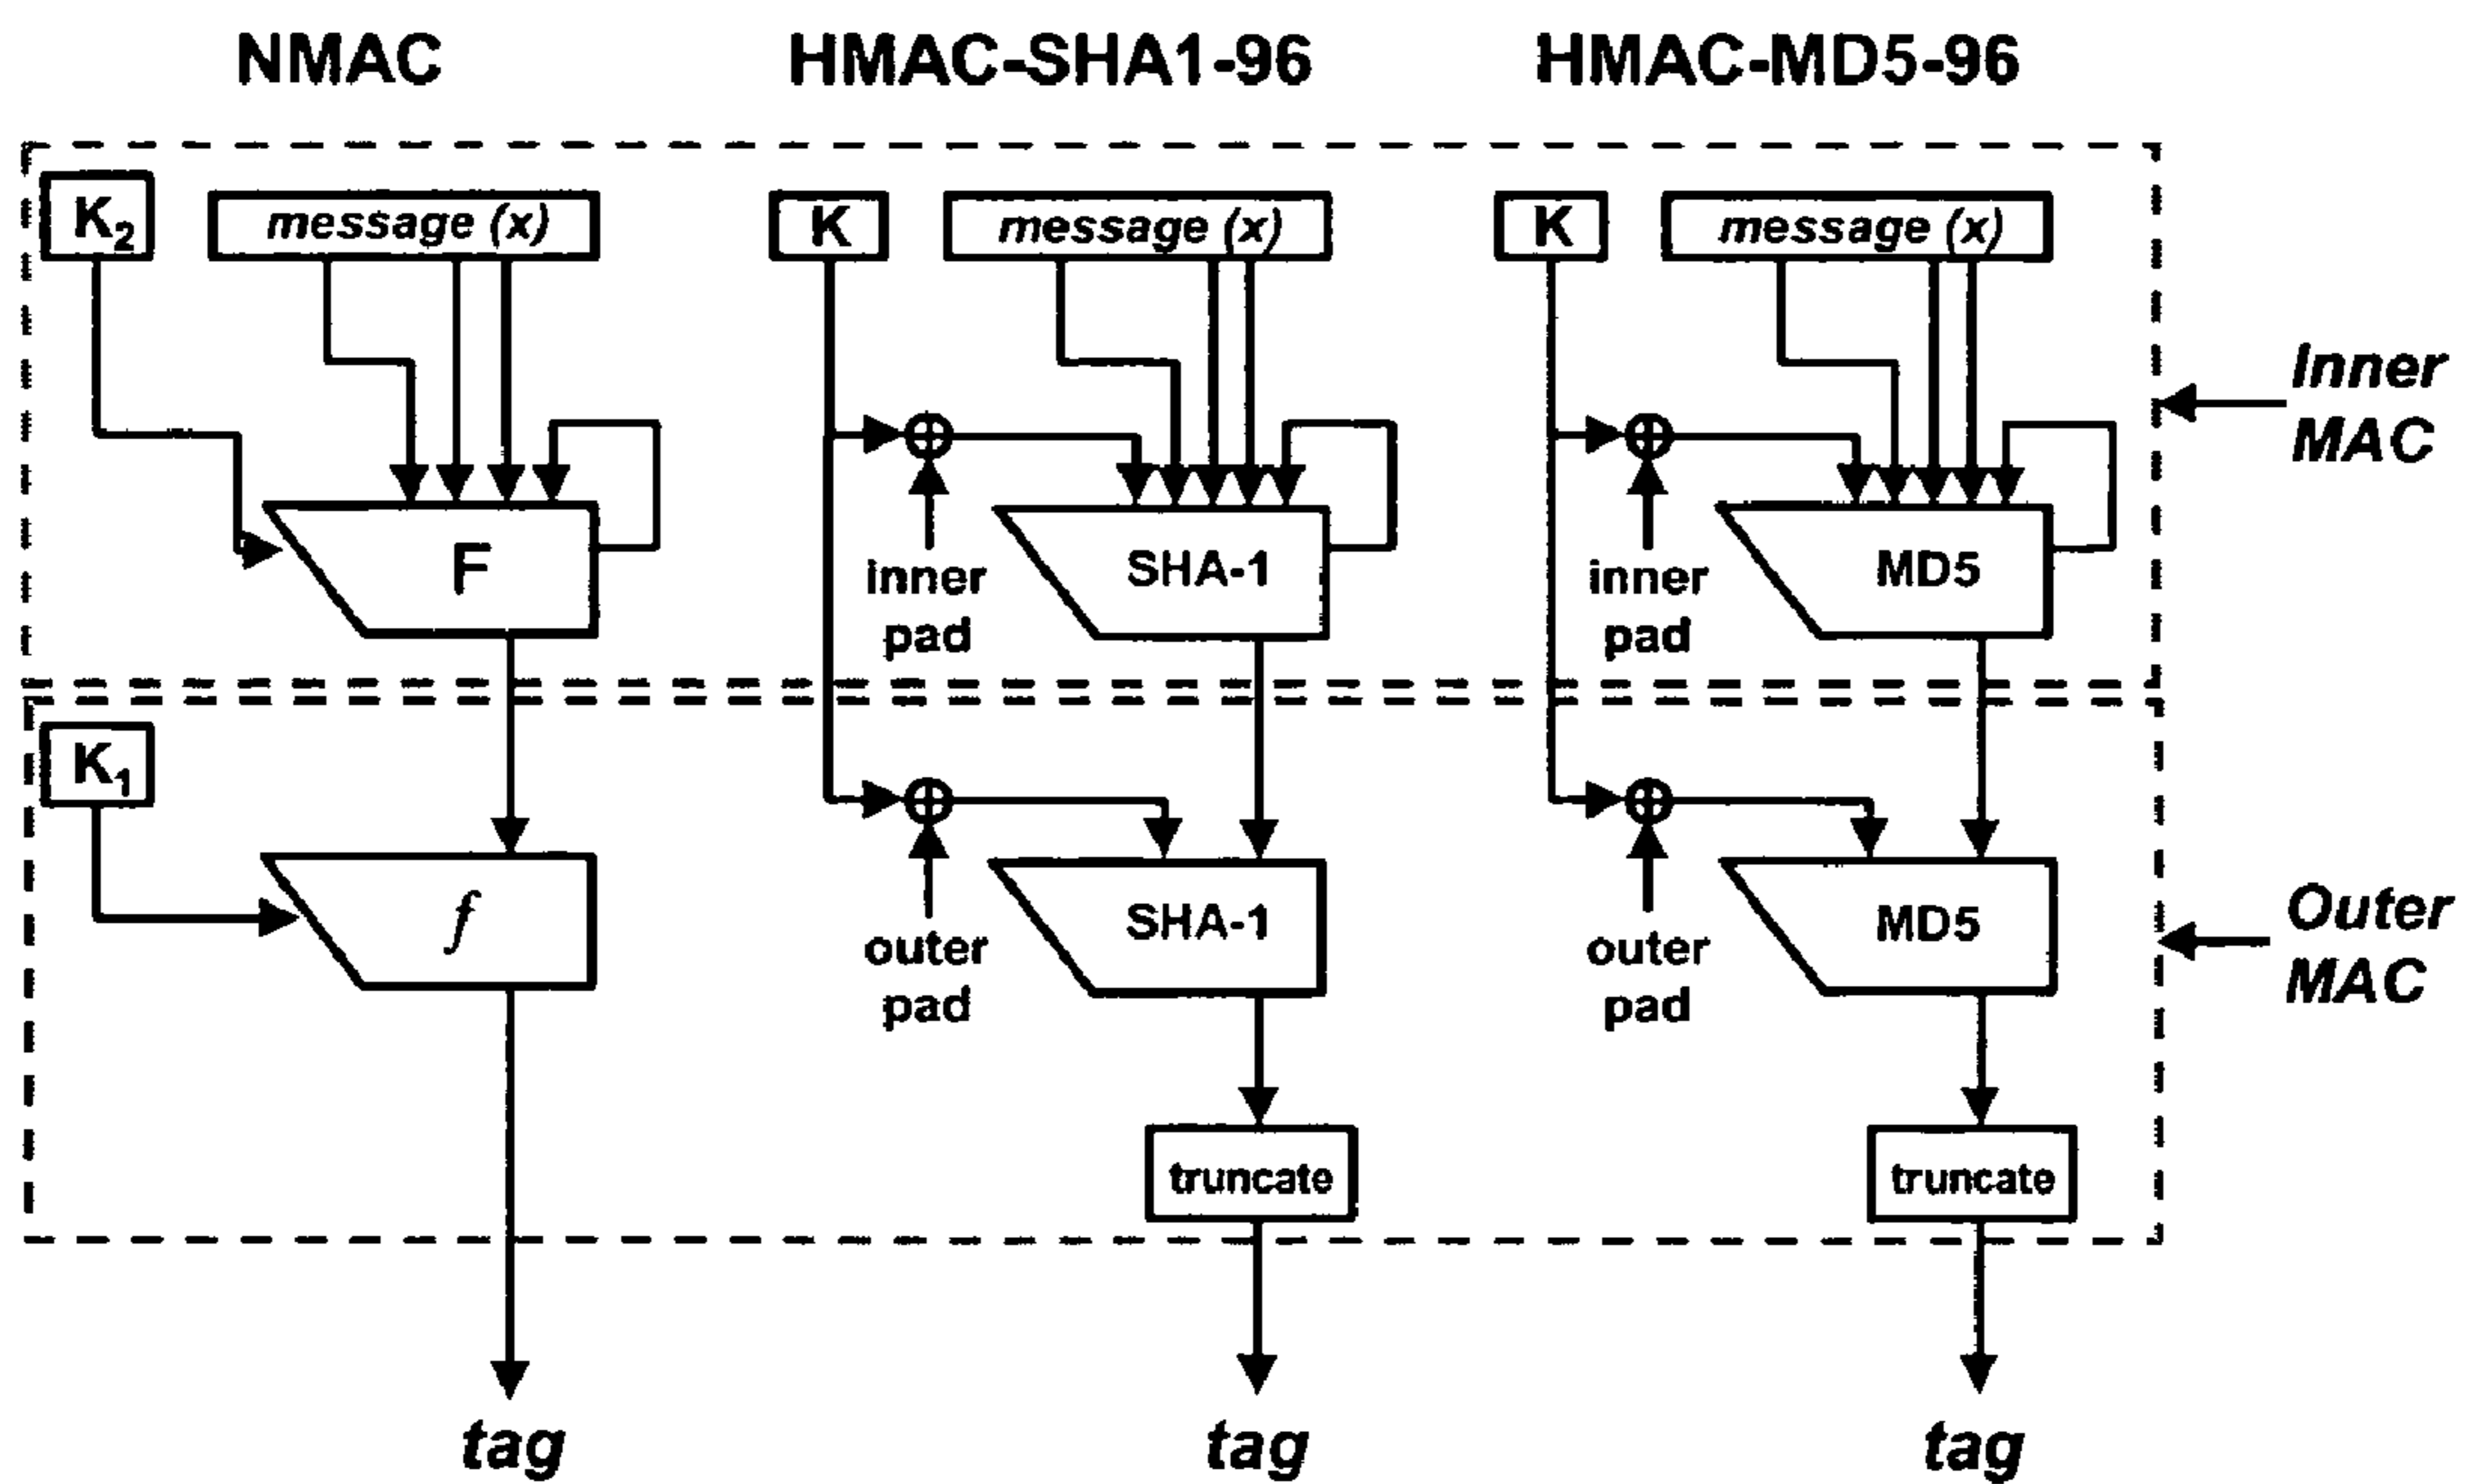 NMAC
HMAC-SHA1-96
HMAC-MD5-96
K₂
message (x)
K
message (x)
K
message (x)
Inner
MAC
F
inner
pad
SHA-1
inner
pad
MD5
K₁
f
outer
pad
SHA-1
outer
pad
MD5
Outer
MAC
truncate
truncate
tag
tag
tag